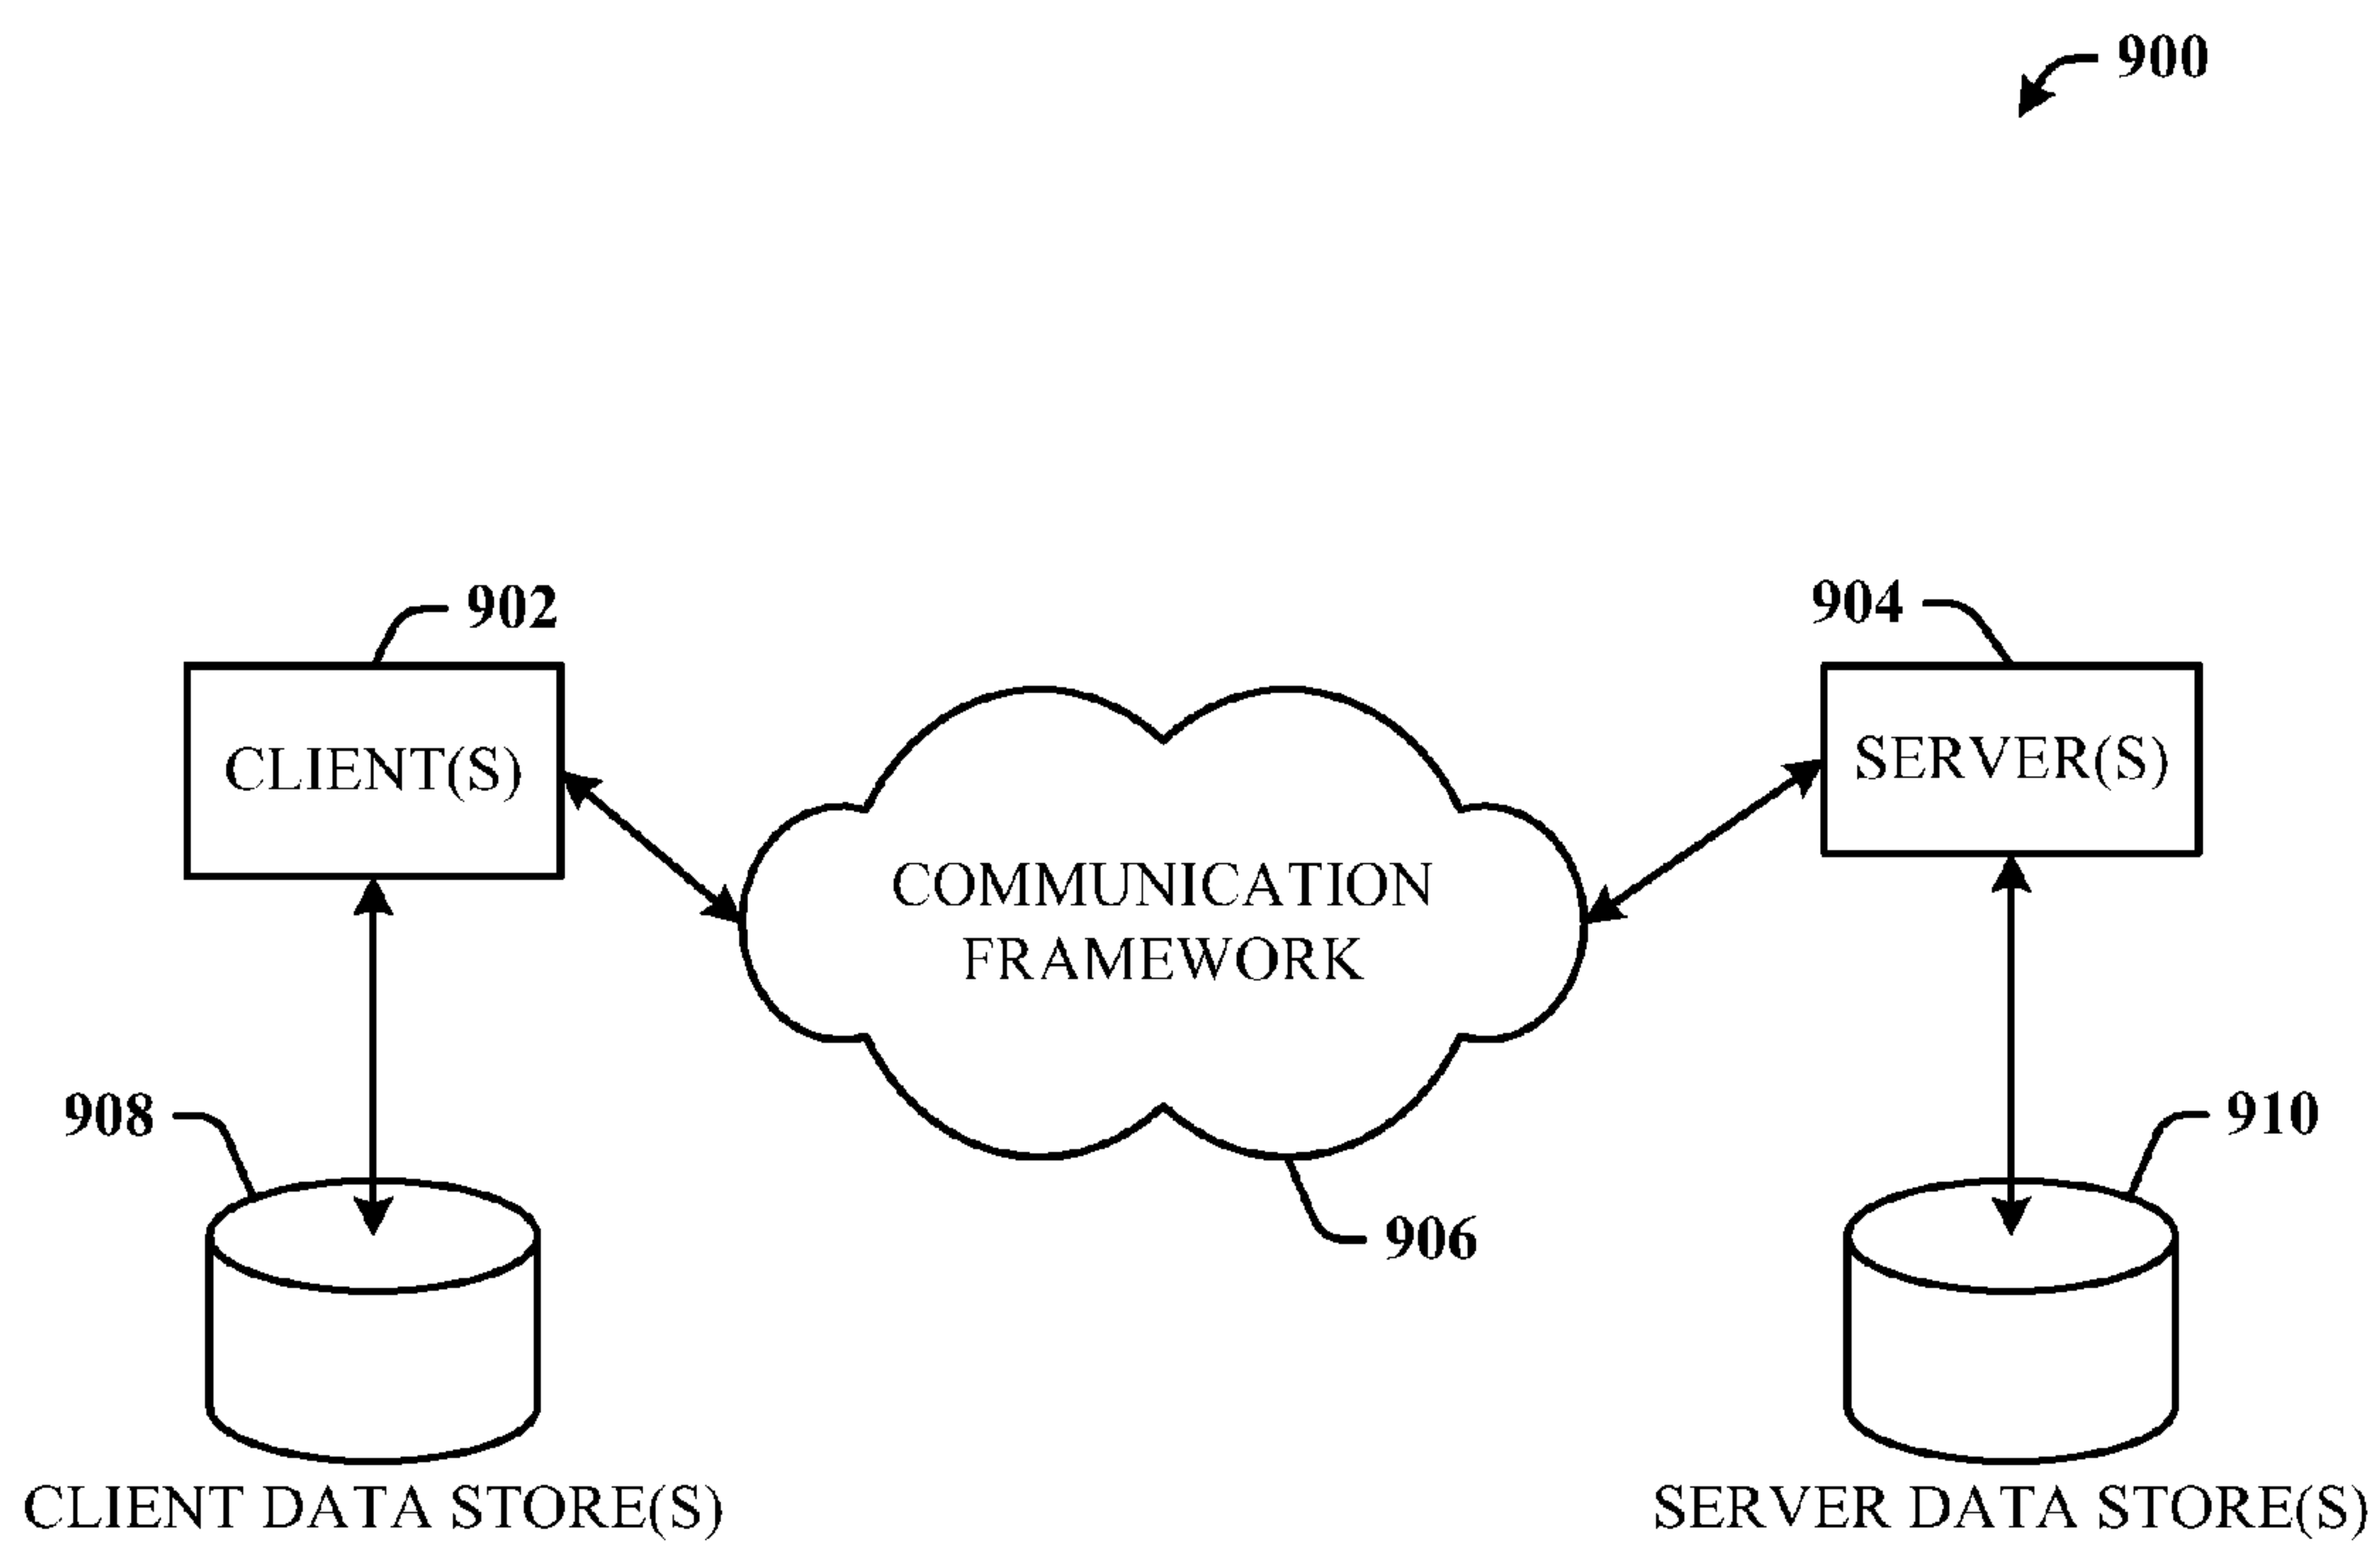 900
902
904
CLIENT(S)
SERVER(S)
COMMUNICATION
FRAMEWORK
908
910
906
CLIENT DATA STORE(S)
SERVER DATA STORE(S)